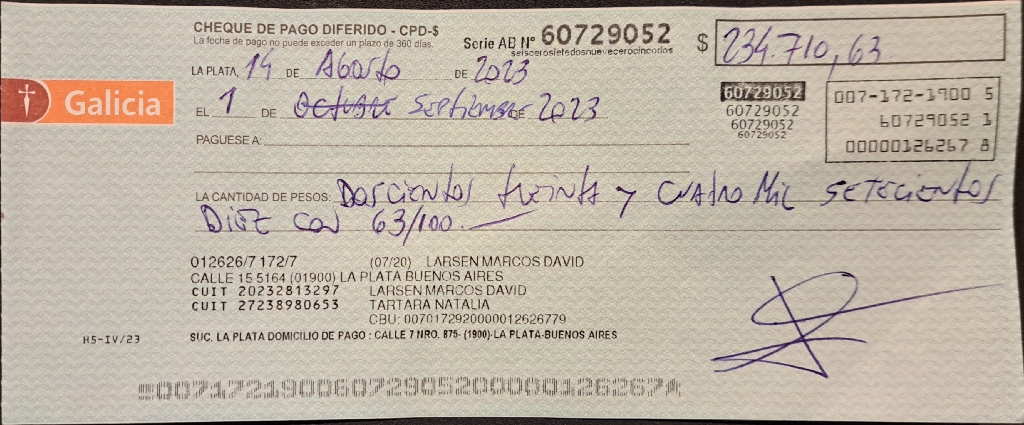 CHEQUE DE PAGO DIFERIDO - CPD-$
La fecha de pago no puede exceder un plazo de 360 días.
Serie AB Nº 60729052
seiscerosietedosnuevecerocincodos
$ 234.710,63
LA PLATA, 14 DE Agosto DE 2023
Galicia
EL 1 DE Octubre Septiembre DE 2023
60729052
60729052
60729052
60729052
007-172-1900 5
60729052 1
00000126267 8
PAGUESE A:
LA CANTIDAD DE PESOS: Doscientos treinta y cuatro mil setecientos
Diez con 63/100.
012626/7 172/7 (07/20) LARSEN MARCOS DAVID
CALLE 15 5164 (01900) LA PLATA BUENOS AIRES
CUIT 20232813297 LARSEN MARCOS DAVID
CUIT 27238980653 TARTARA NATALIA
CBU: 0070172920000012626779
H5-IV/23
SUC. LA PLATA DOMICILIO DE PAGO : CALLE 7 NRO. 875- (1900)-LA PLATA-BUENOS AIRES
00717219006072905200000126267